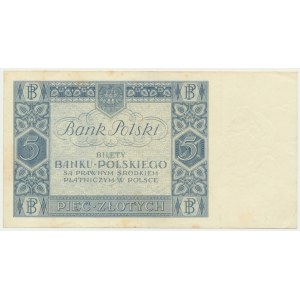 Bank Polski
BILETY
BANKU·POLSKIEGO
SĄ PRAWNYM ŚRODKIEM
PŁATNICZYM W POLSCE
5 5
PIĘĆ·ZŁOTYCH